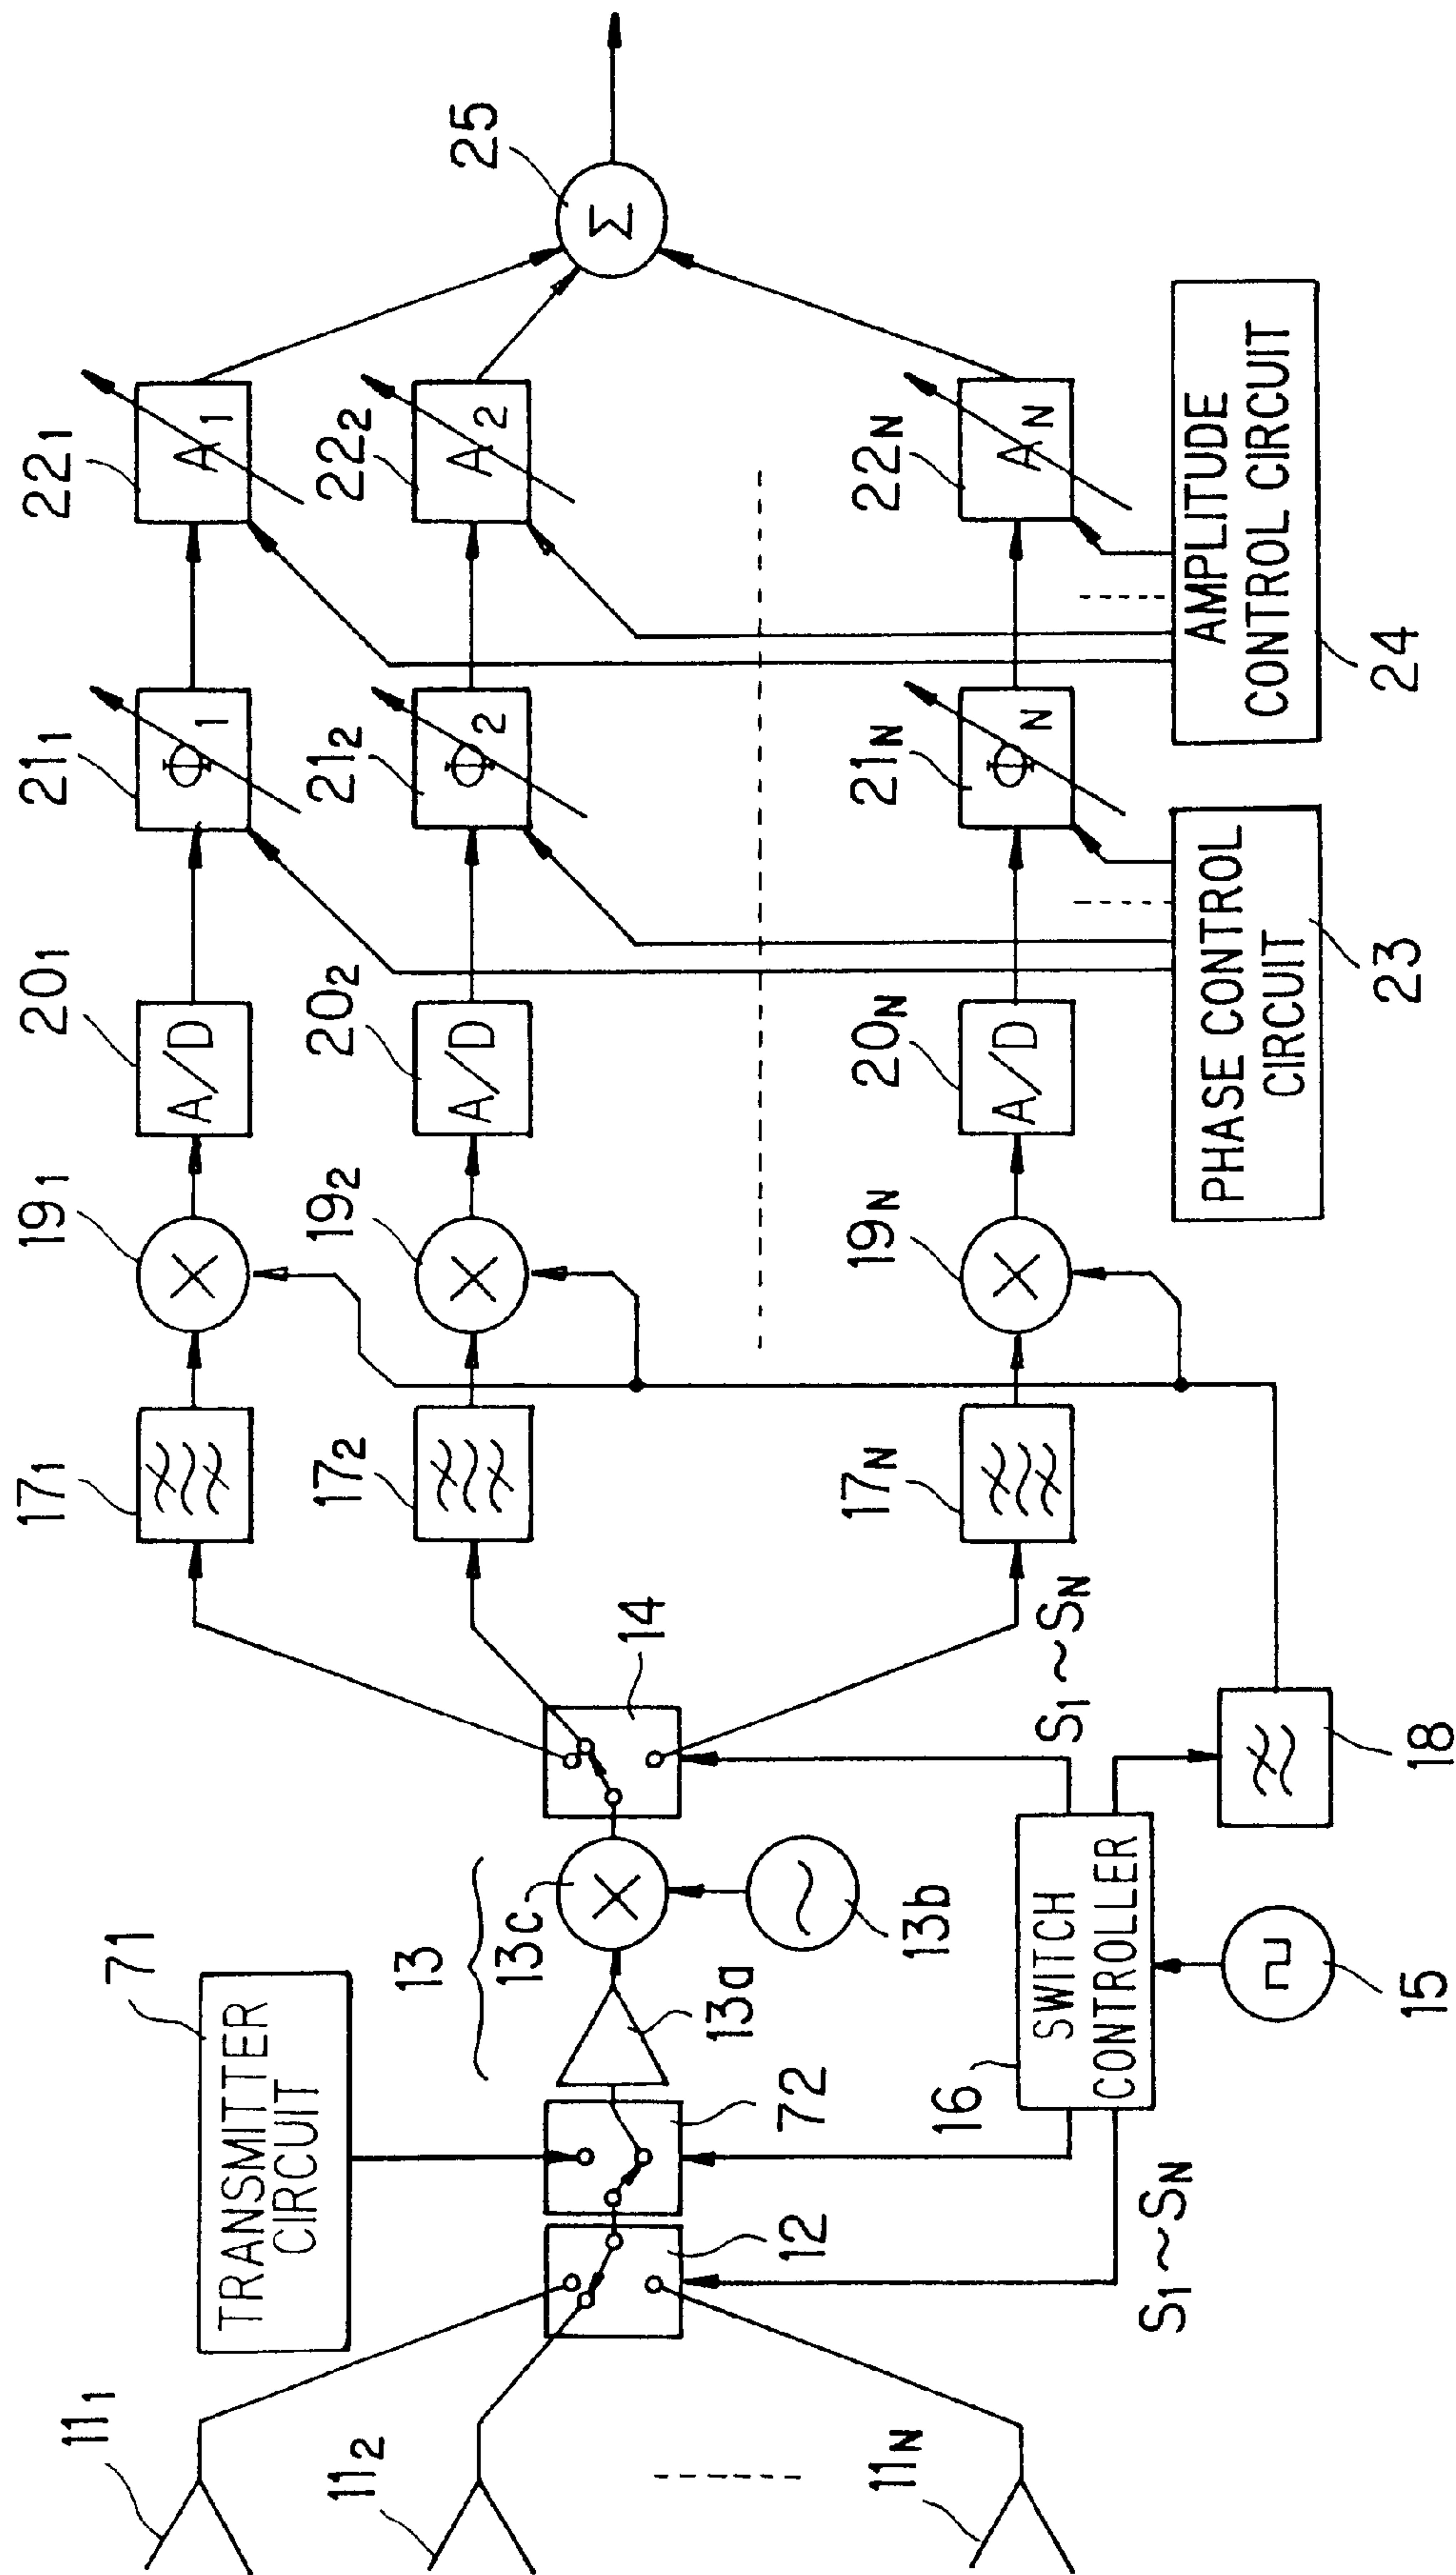 11₁
11₂
11N
TRANSMITTER
CIRCUIT
71
12
72
13
13a
13c
13b
14
SWITCH
CONTROLLER
16
15
S₁~SN
S₁~SN
18
17₁
17₂
17N
19₁
19₂
19N
A/D
20₁
A/D
20₂
A/D
20N
Φ1
21₁
Φ2
21₂
ΦN
21N
PHASE CONTROL
CIRCUIT
23
A1
22₁
A2
22₂
AN
22N
AMPLITUDE
CONTROL CIRCUIT
24
Σ
25